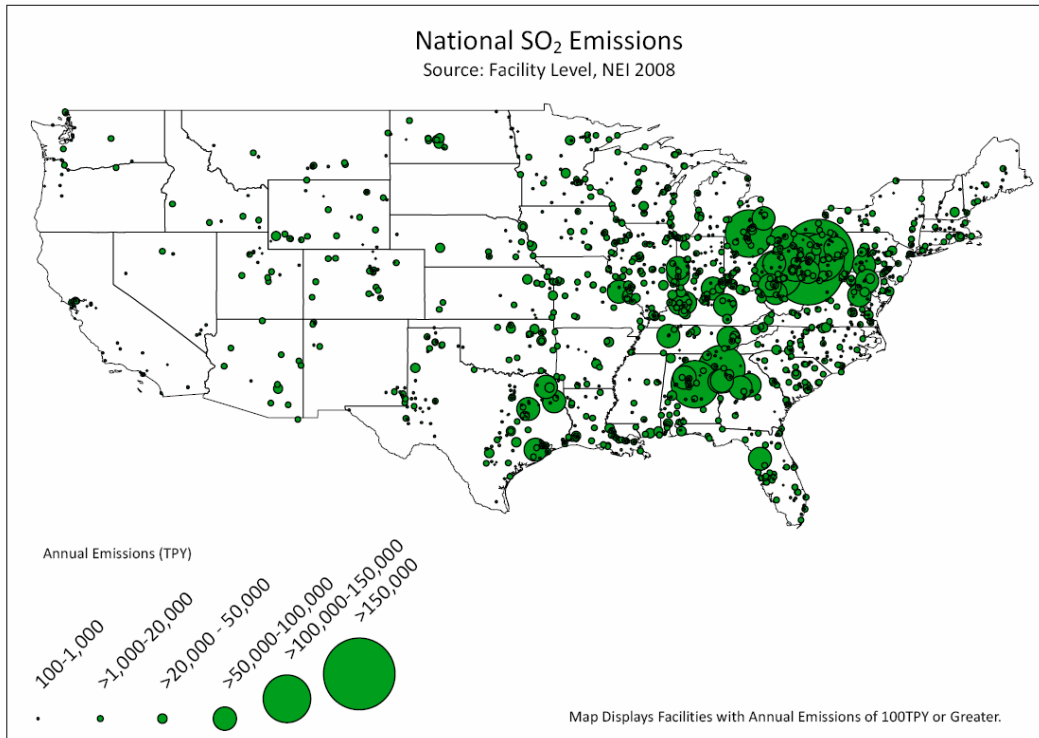 National SO₂ Emissions
Source: Facility Level, NEI 2008
Annual Emissions (TPY)
100-1,000
>1,000-20,000
>20,000 - 50,000
>50,000-100,000
>100,000-150,000
>150,000
Map Displays Facilities with Annual Emissions of 100TPY or Greater.